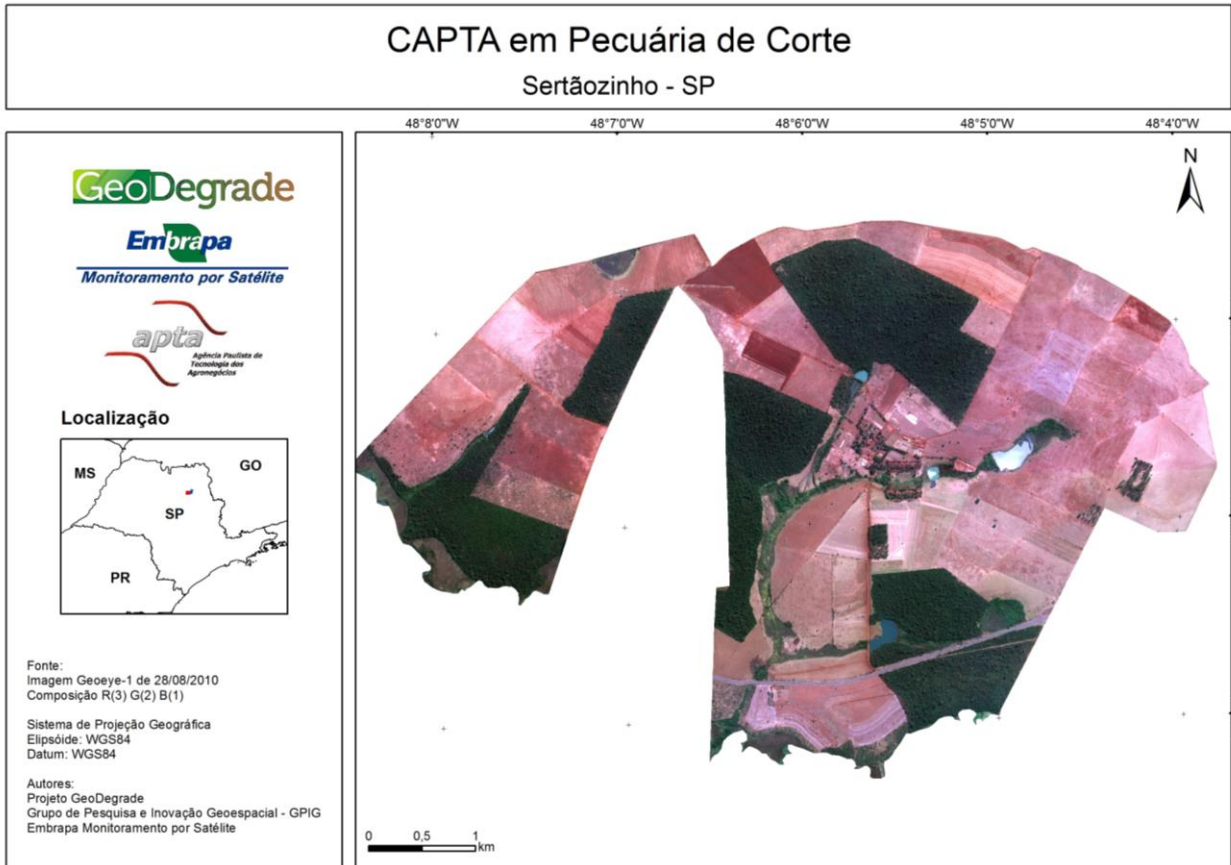 CAPTA em Pecuária de Corte
Sertãozinho - SP
GeoDegrade
Embrapa
Monitoramento por Satélite
apta
Agência Paulista de
Tecnologia dos
Agronegócios
Localização
MS
GO
SP
PR
Fonte:
Imagem Geoeye-1 de 28/08/2010
Composição R(3) G(2) B(1)
Sistema de Projeção Geográfica
Elipsóide: WGS84
Datum: WGS84
Autores:
Projeto GeoDegrade
Grupo de Pesquisa e Inovação Geoespacial - GPIG
Embrapa Monitoramento por Satélite
48°8'0"W 48°7'0"W 48°6'0"W 48°5'0"W 48°4'0"W
N
0 0,5 1
km